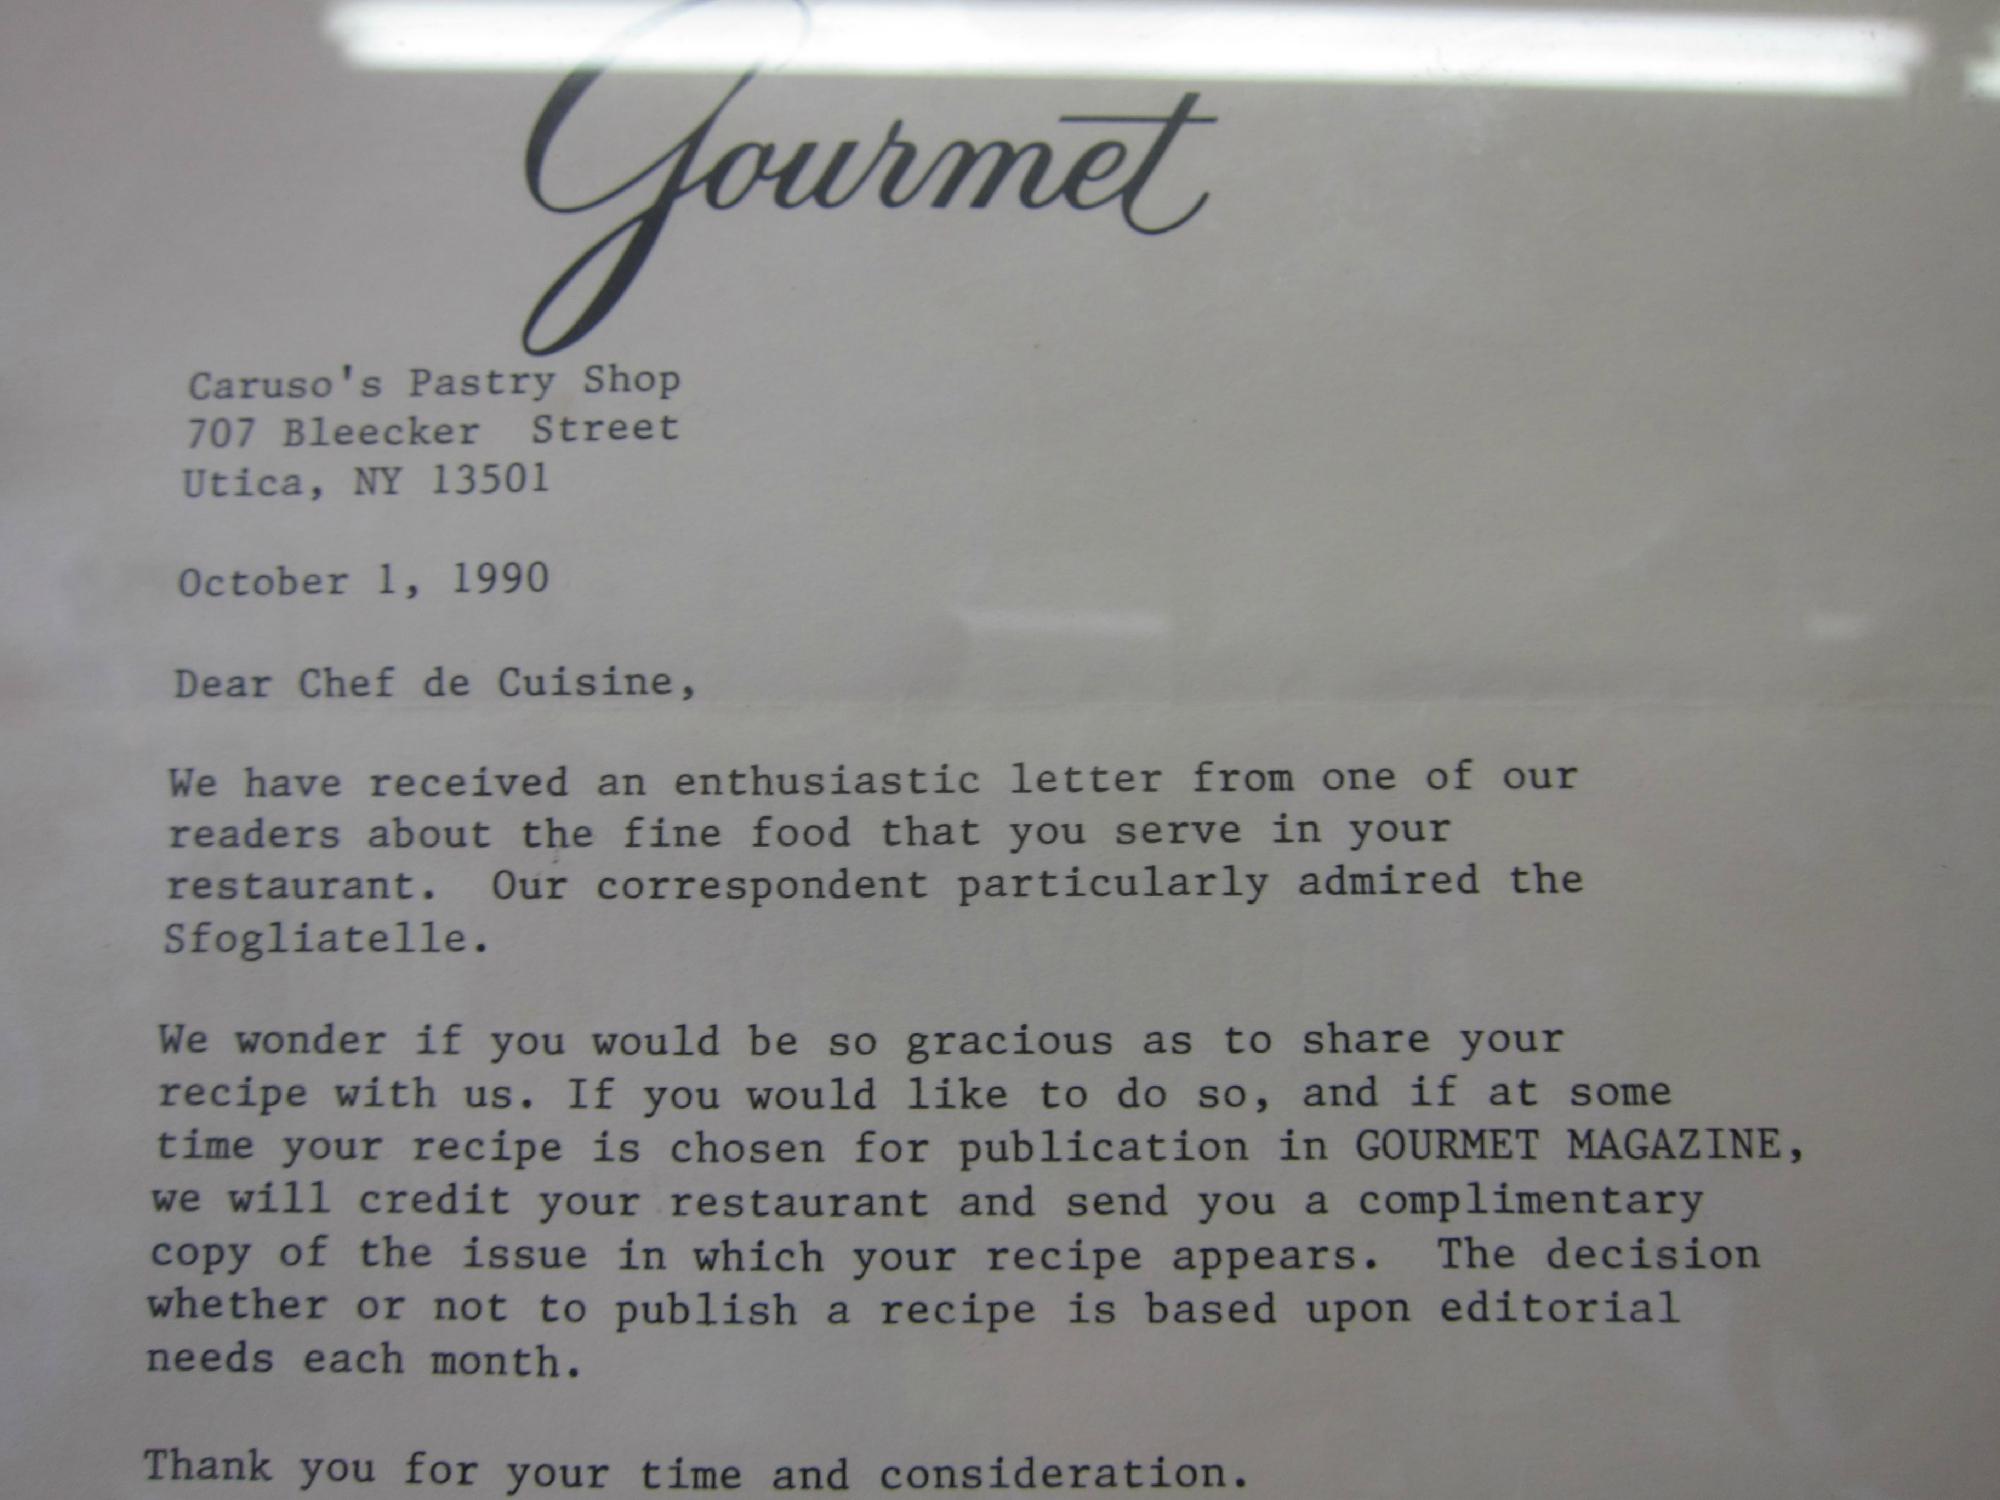 Gourmet
Caruso's Pastry Shop
707 Bleecker Street
Utica, NY 13501
October 1, 1990
Dear Chef de Cuisine,
We have received an enthusiastic letter from one of our
readers about the fine food that you serve in your
restaurant. Our correspondent particularly admired the
Sfogliatelle.
We wonder if you would be so gracious as to share your
recipe with us. If you would like to do so, and if at some
time your recipe is chosen for publication in GOURMET MAGAZINE,
we will credit your restaurant and send you a complimentary
copy of the issue in which your recipe appears. The decision
whether or not to publish a recipe is based upon editorial
needs each month.
Thank you for your time and consideration.